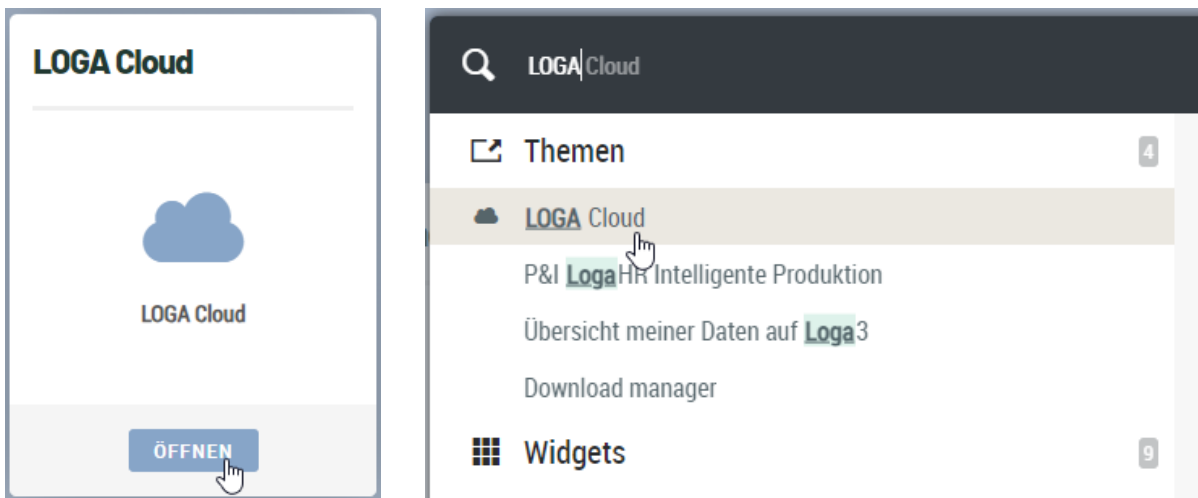 LOGA Cloud
LOGA Cloud
ÖFFNEN
LOGA Cloud
Themen
4
LOGA Cloud
P&I LogaHR Intelligente Produktion
Übersicht meiner Daten auf Loga3
Download manager
Widgets
9